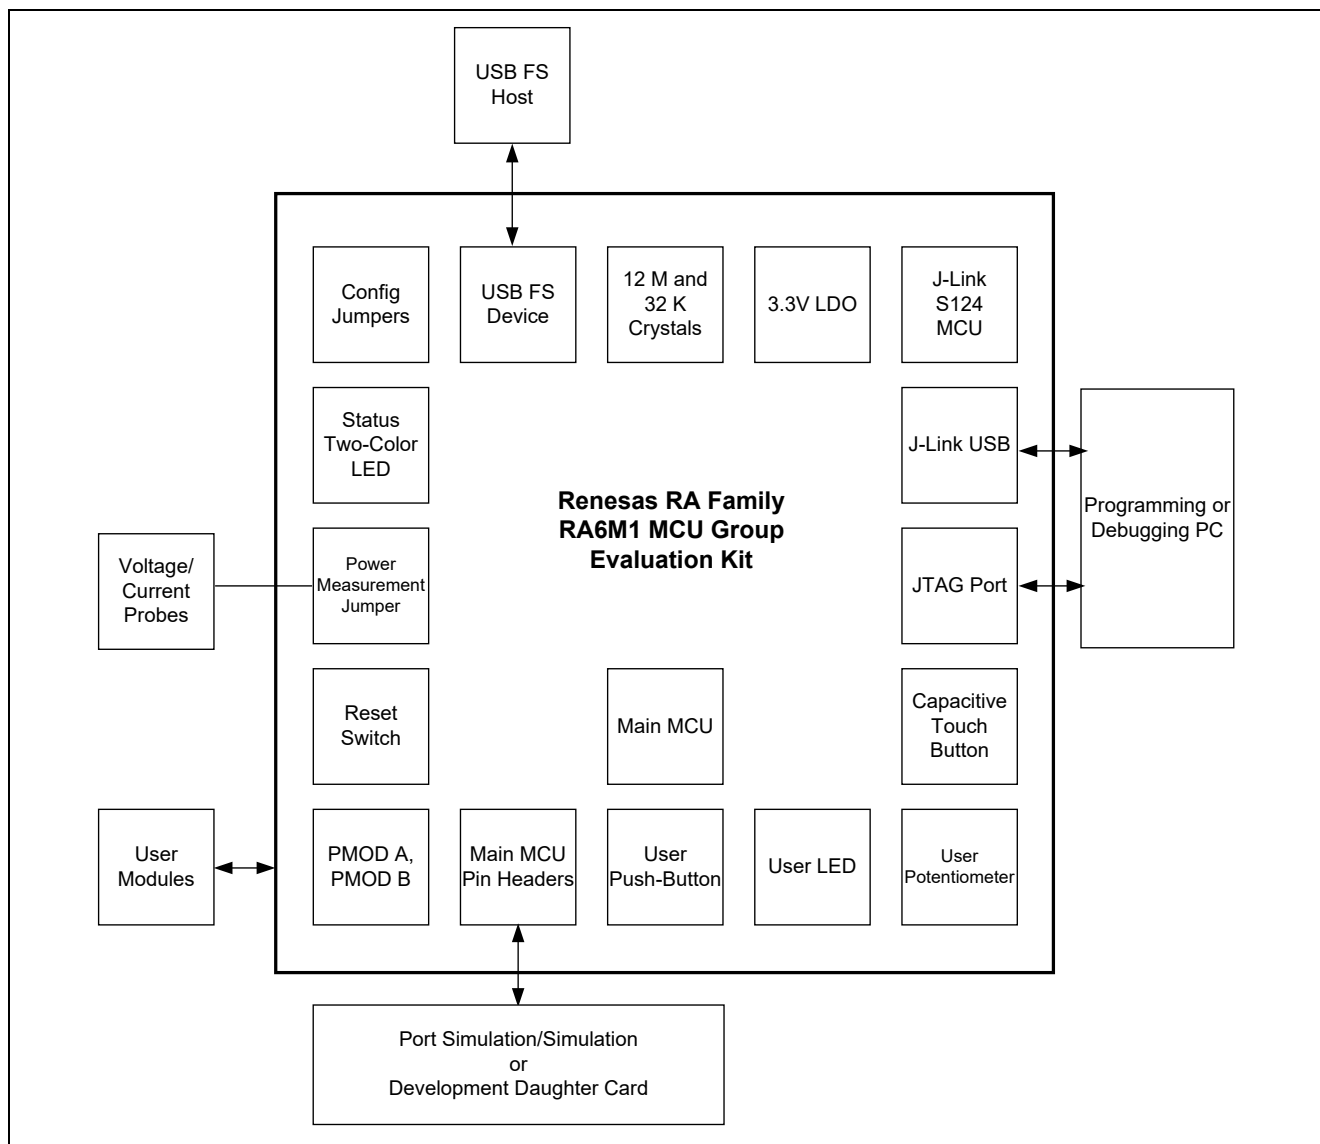 USB FS
Host
Config
Jumpers
USB FS
Device
12 M and
32 K
Crystals
3.3V LDO
J-Link
S124
MCU
Status
Two-Color
LED
J-Link USB
Renesas RA Family
RA6M1 MCU Group
Evaluation Kit
Programming or
Debugging PC
Voltage/
Current
Probes
Power
Measurement
Jumper
JTAG Port
Reset
Switch
Main MCU
Capacitive
Touch
Button
User
Modules
PMOD A,
PMOD B
Main MCU
Pin Headers
User
Push-Button
User LED
User
Potentiometer
Port Simulation/Simulation
or
Development Daughter Card